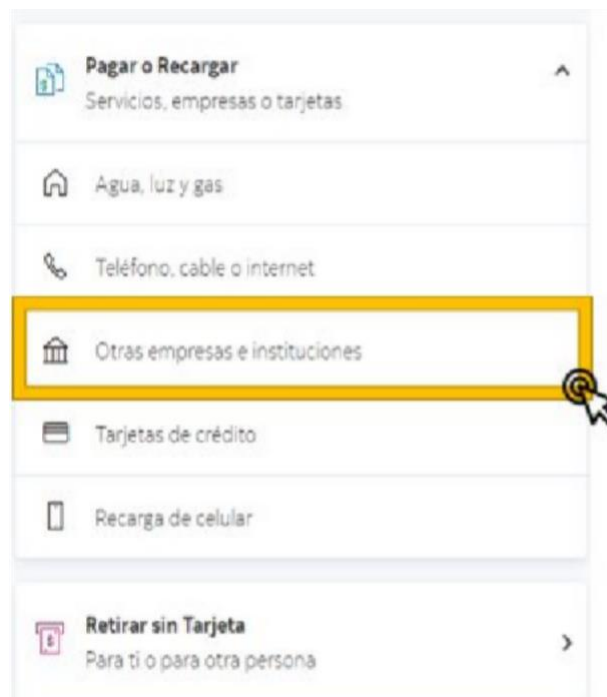 Pagar o Recargar
Servicios, empresas o tarjetas
Agua, luz y gas
Teléfono, cable o internet
Otras empresas e instituciones
Tarjetas de crédito
Recarga de celular
Retirar sin Tarjeta
Para ti o para otra persona